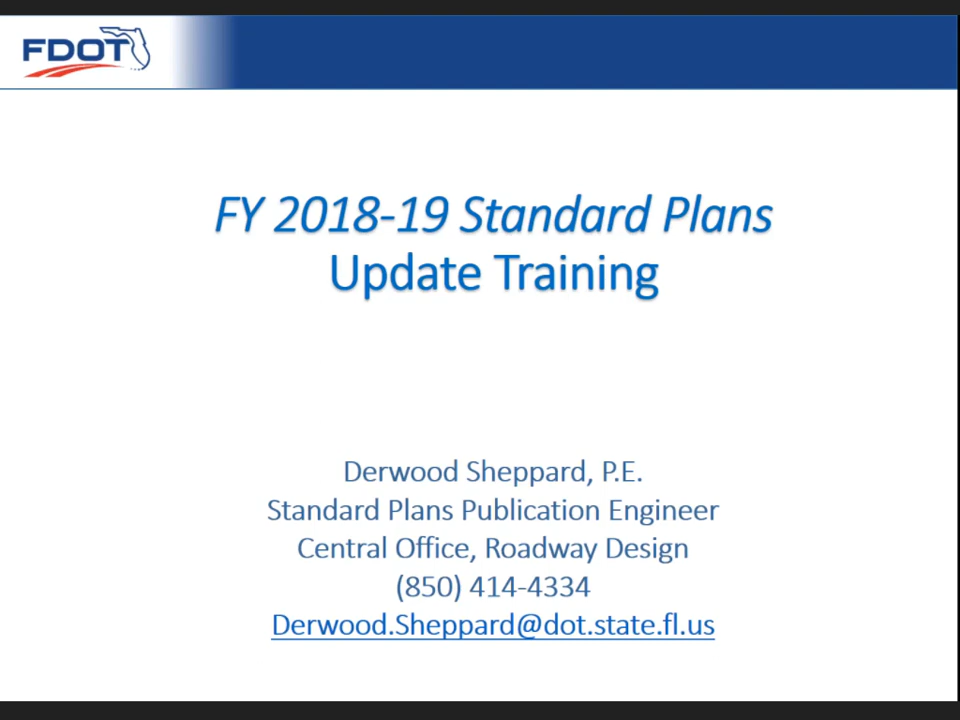 FDOT
FY 2018-19 Standard Plans
Update Training
Derwood Sheppard, P.E.
Standard Plans Publication Engineer
Central Office, Roadway Design
(850) 414-4334
Derwood.Sheppard@dot.state.fl.us